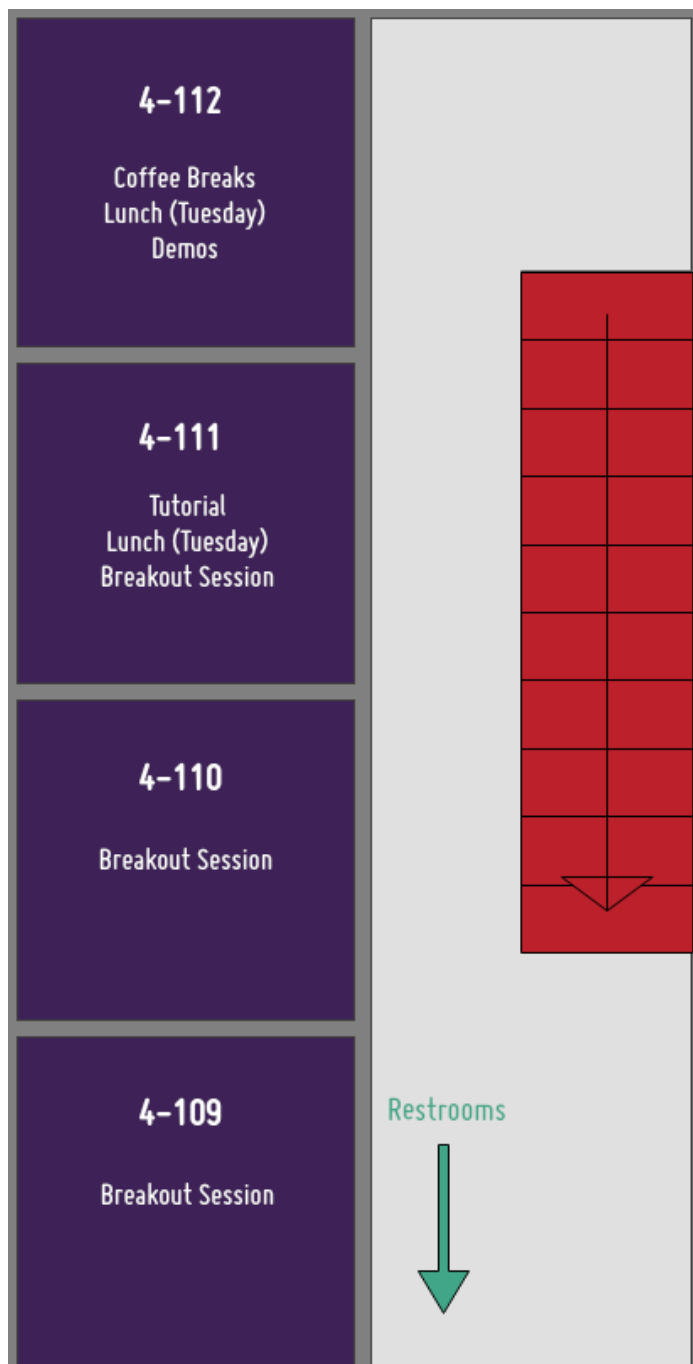 4-112
Coffee Breaks
Lunch (Tuesday)
Demos
4-111
Tutorial
Lunch (Tuesday)
Breakout Session
4-110
Breakout Session
4-109
Breakout Session
Restrooms